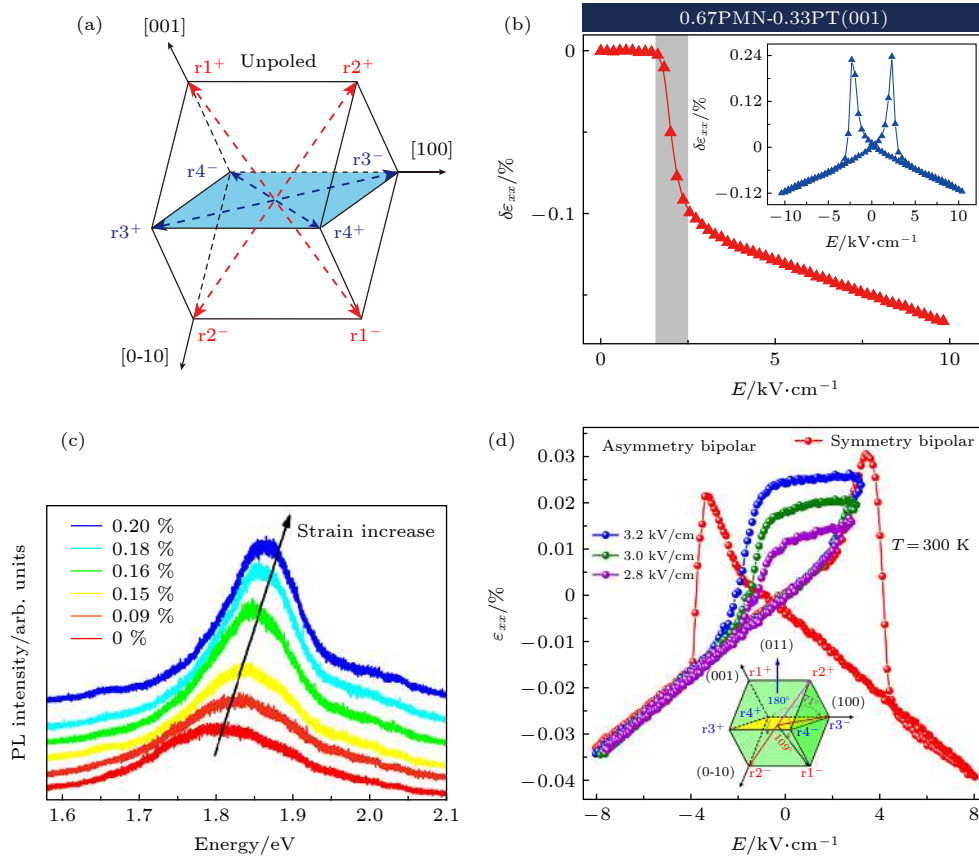 (a)
[001]
r1⁺
Unpoled
r2⁺
r4⁻
r3⁻
[100]
r3⁺
r4⁺
r2⁻
r1⁻
[0-10]
(b)
0.67PMN-0.33PT(001)
0
−0.1
δεₓₓ/%
0
5
10
E/kV·cm⁻¹
0.24
0.12
0
−0.12
δεₓₓ/%
−10
−5
0
5
10
E/kV·cm⁻¹
(c)
0.20 %
0.18 %
0.16 %
0.15 %
0.09 %
0 %
Strain increase
PL intensity/arb. units
1.6
1.7
1.8
1.9
2.0
2.1
Energy/eV
(d)
Asymmetry bipolar
Symmetry bipolar
3.2 kV/cm
3.0 kV/cm
2.8 kV/cm
T=300 K
0.03
0.02
0.01
0
−0.01
−0.02
−0.03
−0.04
εₓₓ/%
(011)
(001)
r1⁺
r2⁺
180°
(100)
r4⁺
r3⁺
r4⁻
r3⁻
109°
(0-10)
r2⁻
r1⁻
−8
−4
0
4
8
E/kV·cm⁻¹